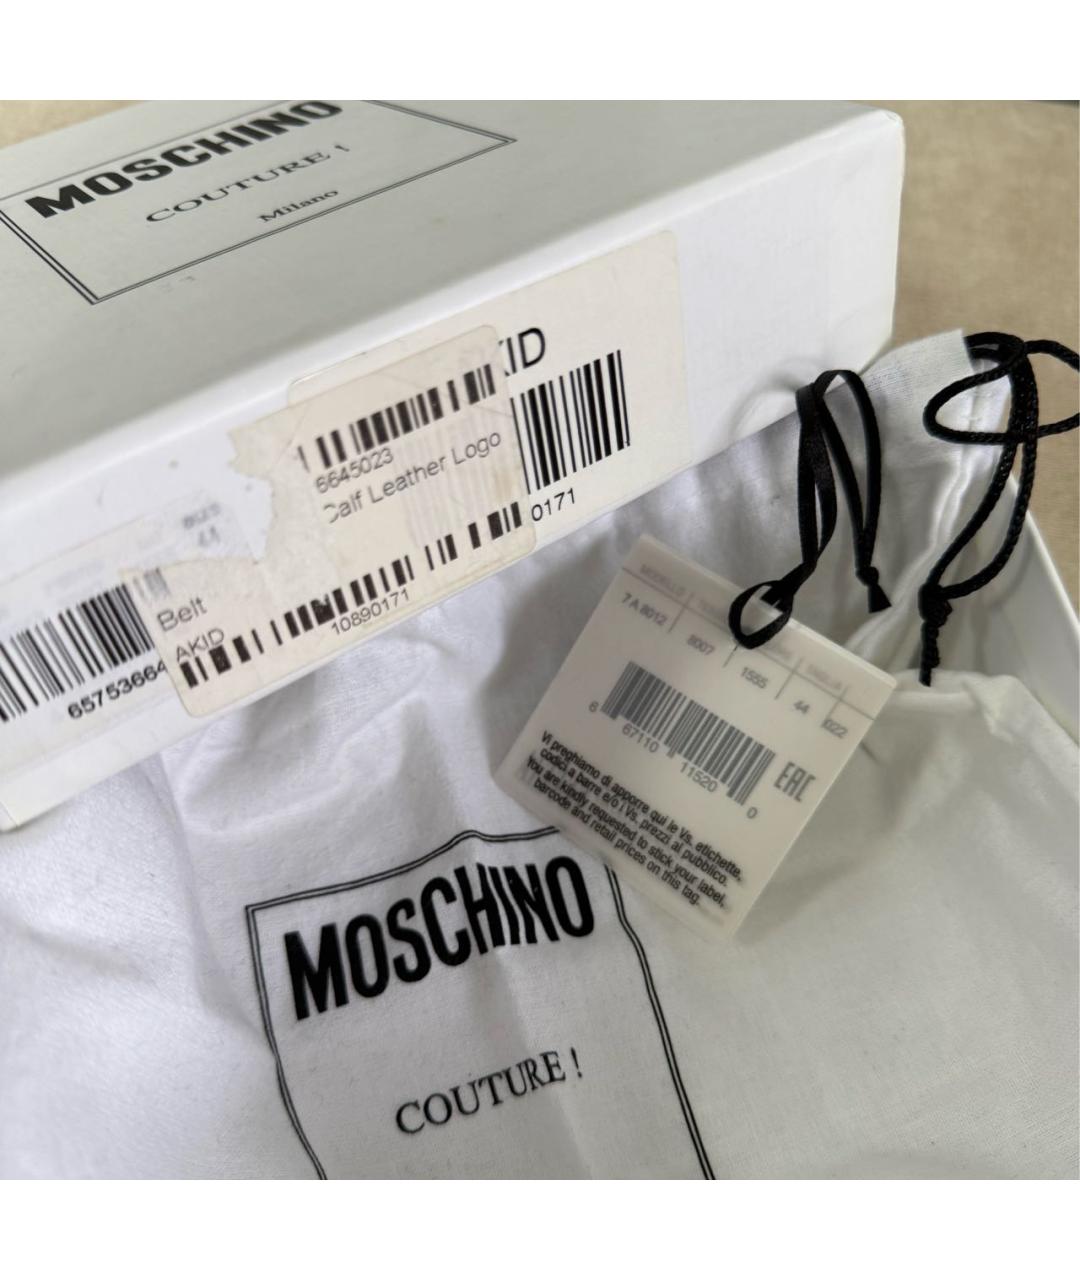 MOSCHINO
COUTURE !
Milano
KID
0171
6645023
Calf Leather Logo
Belt
AKID
10890171
44
65753664
MODELLO
7A 8012
8007
1555
44
022
6
67110
11520
0
EAC
Vi preghiamo di apporre qui le Vs. etichette,
codici a barre e/o i Vs. prezzi al pubblico.
You are kindly requested to stick your label,
barcode and retail prices on this tag.
MOSCHINO
COUTURE !